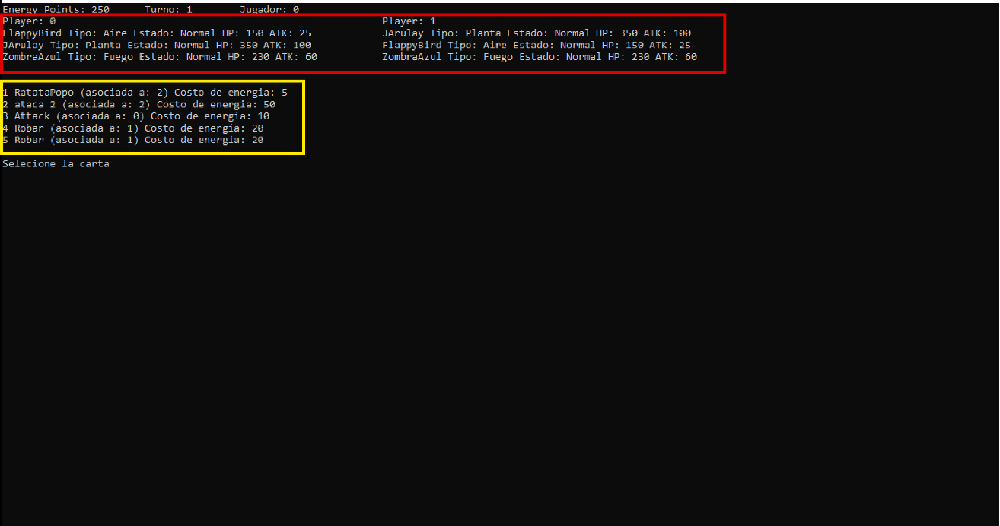 Energy Points: 250 Turno: 1 Jugador: 0
Player: 0 Player: 1
FlappyBird Tipo: Aire Estado: Normal HP: 150 ATK: 25 JArulay Tipo: Planta Estado: Normal HP: 350 ATK: 100
JArulay Tipo: Planta Estado: Normal HP: 350 ATK: 100 FlappyBird Tipo: Aire Estado: Normal HP: 150 ATK: 25
ZombraAzul Tipo: Fuego Estado: Normal HP: 230 ATK: 60 ZombraAzul Tipo: Fuego Estado: Normal HP: 230 ATK: 60
1 RatataPopo (asociada a: 2) Costo de energia: 5
2 ataca 2 (asociada a: 2) Costo de energia: 50
3 Attack (asociada a: 0) Costo de energia: 10
4 Robar (asociada a: 1) Costo de energia: 20
5 Robar (asociada a: 1) Costo de energia: 20
Selecione la carta